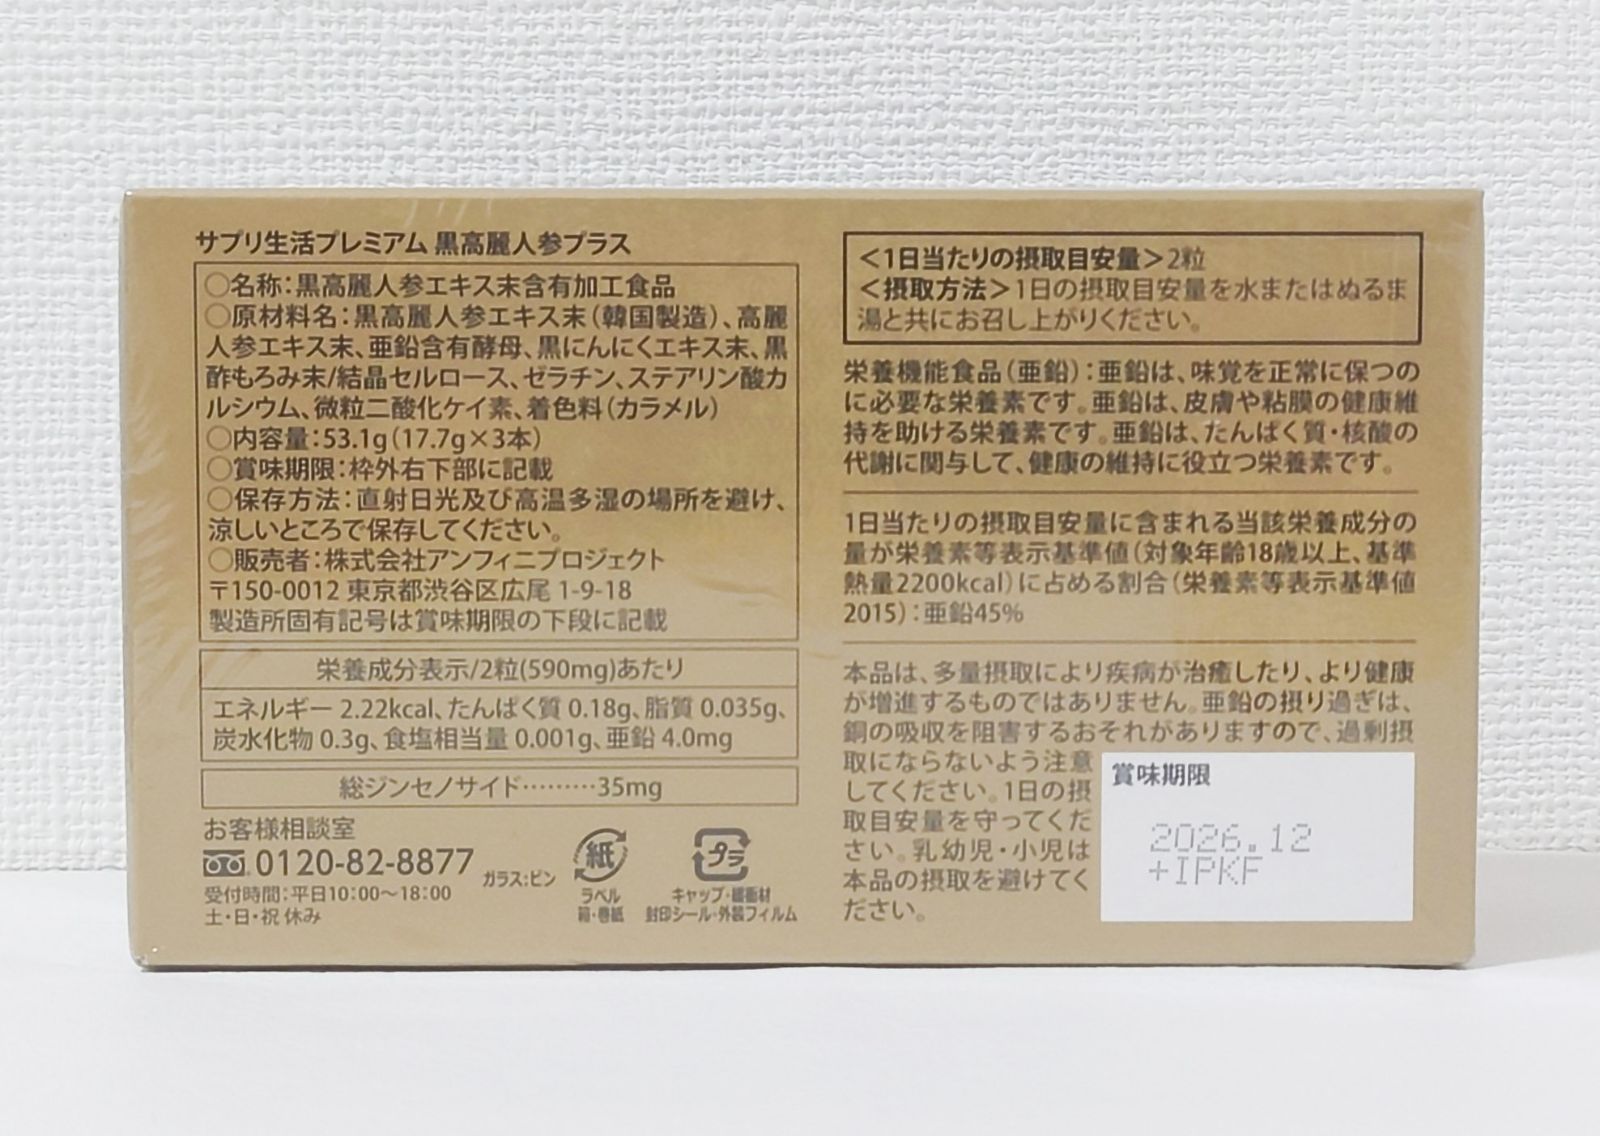 サプリ生活プレミアム 黒高麗人参プラス
○名称：黒高麗人参エキス末含有加工食品
○原材料名：黒高麗人参エキス末（韓国製造）、高麗
人参エキス末、亜鉛含有酵母、黒にんにくエキス末、黒
酢もろみ末/結晶セルロース、ゼラチン、ステアリン酸カ
ルシウム、微粒二酸化ケイ素、着色料（カラメル）
○内容量：53.1g（17.7g×3本）
○賞味期限：枠外右下部に記載
○保存方法：直射日光及び高温多湿の場所を避け、
涼しいところで保存してください。
○販売者：株式会社アンフィニプロジェクト
〒150-0012 東京都渋谷区広尾 1-9-18
製造所固有記号は賞味期限の下段に記載
栄養成分表示/2粒(590mg)あたり
エネルギー 2.22kcal、たんぱく質 0.18g、脂質 0.035g、
炭水化物 0.3g、食塩相当量 0.001g、亜鉛 4.0mg
総ジンセノサイド………35mg
お客様相談室
0120-82-8877
受付時間：平日10：00〜18：00
土・日・祝 休み
ガラス：ビン
紙
ラベル
箱・巻紙
プラ
キャップ・緩衝材
封印シール・外装フィルム
＜1日当たりの摂取目安量＞2粒
＜摂取方法＞1日の摂取目安量を水またはぬるま
湯と共にお召し上がりください。
栄養機能食品（亜鉛）：亜鉛は、味覚を正常に保つの
に必要な栄養素です。亜鉛は、皮膚や粘膜の健康維
持を助ける栄養素です。亜鉛は、たんぱく質・核酸の
代謝に関与して、健康の維持に役立つ栄養素です。
1日当たりの摂取目安量に含まれる当該栄養成分の
量が栄養素等表示基準値（対象年齢18歳以上、基準
熱量2200kcal）に占める割合（栄養素等表示基準値
2015）：亜鉛45%
本品は、多量摂取により疾病が治癒したり、より健康
が増進するものではありません。亜鉛の摂り過ぎは、
銅の吸収を阻害するおそれがありますので、過剰摂
取にならないよう注意
してください。1日の摂
取目安量を守ってくだ
さい。乳幼児・小児は
本品の摂取を避けてく
ださい。
賞味期限
2026.12
+IPKF